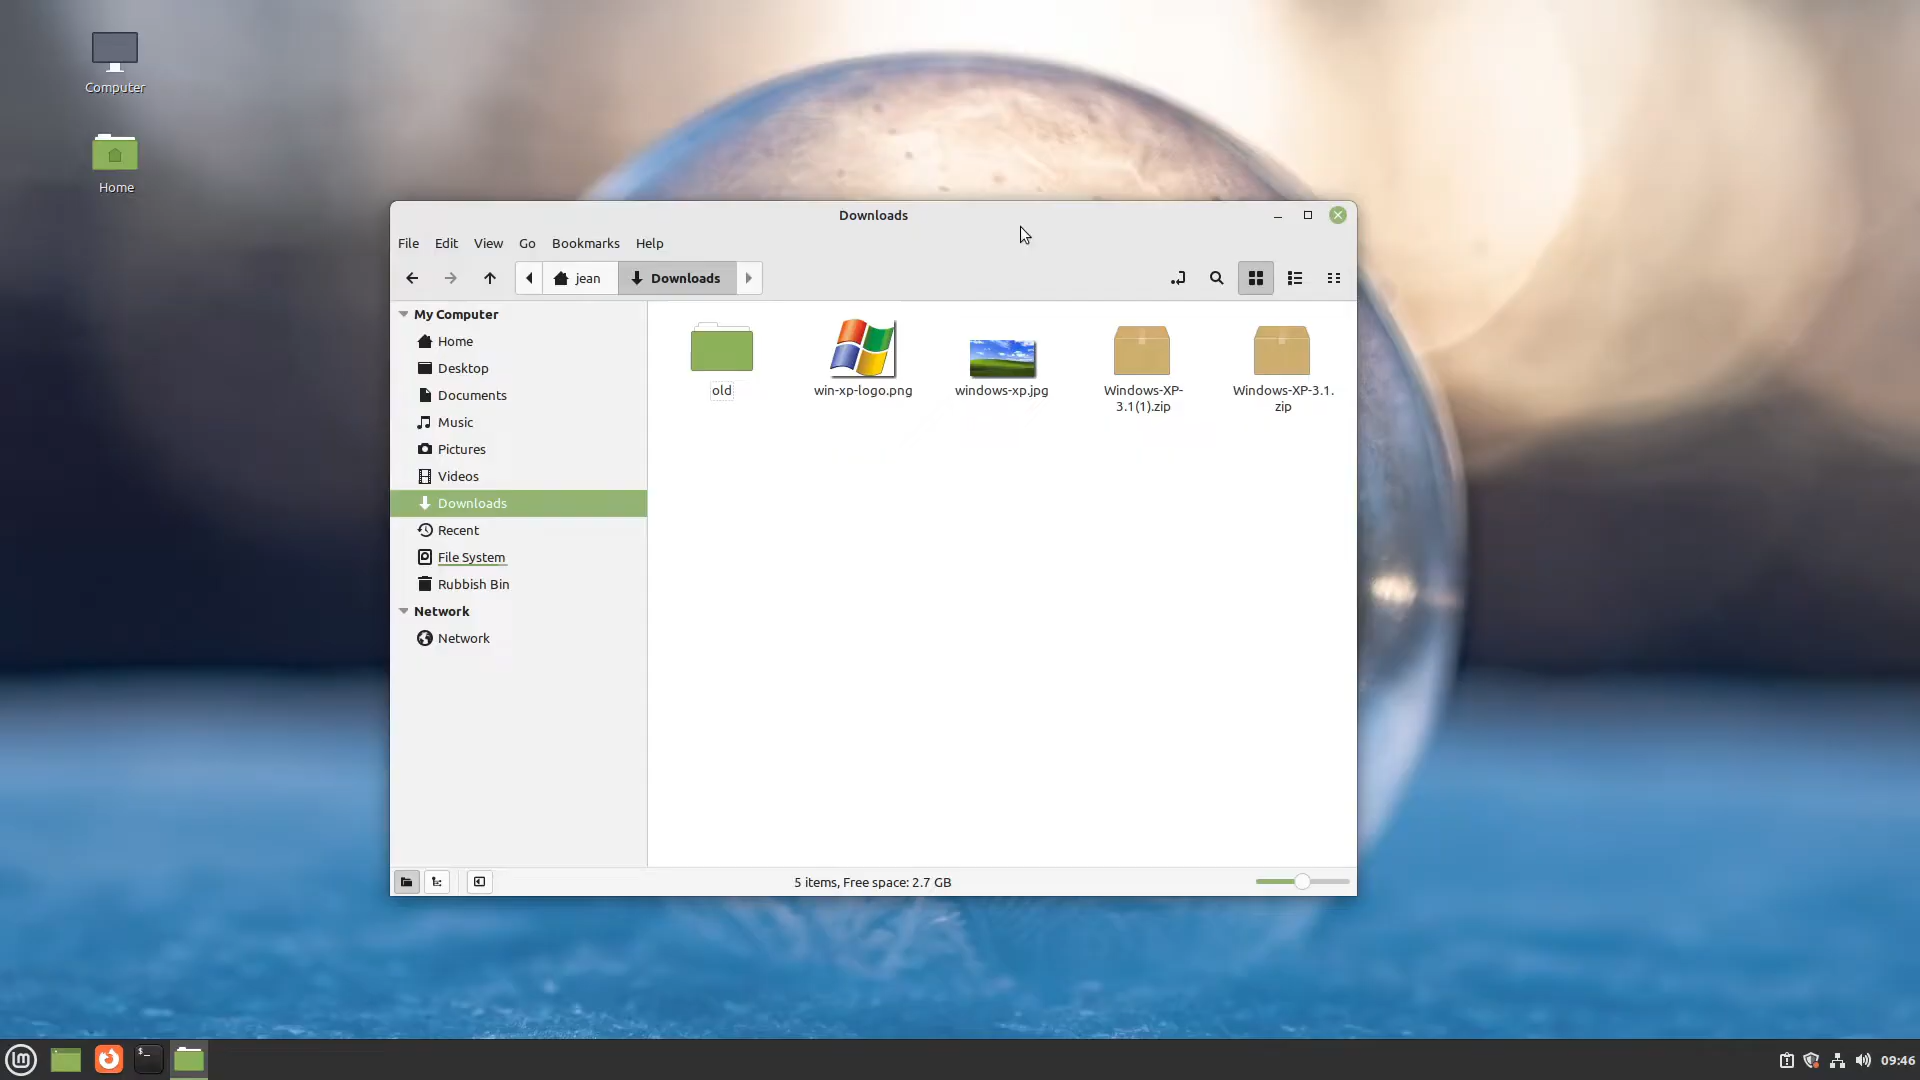 Computer
Home
Downloads
File Edit View Go Bookmarks Help
jean Downloads
My Computer
Home
Desktop
Documents
Music
Pictures
Videos
Downloads
Recent
File System
Rubbish Bin
Network
Network
old
win-xp-logo.png
windows-xp.jpg
Windows-XP-
3.1(1).zip
Windows-XP-3.1.
zip
5 items, Free space: 2.7 GB
lm
$_
09:46